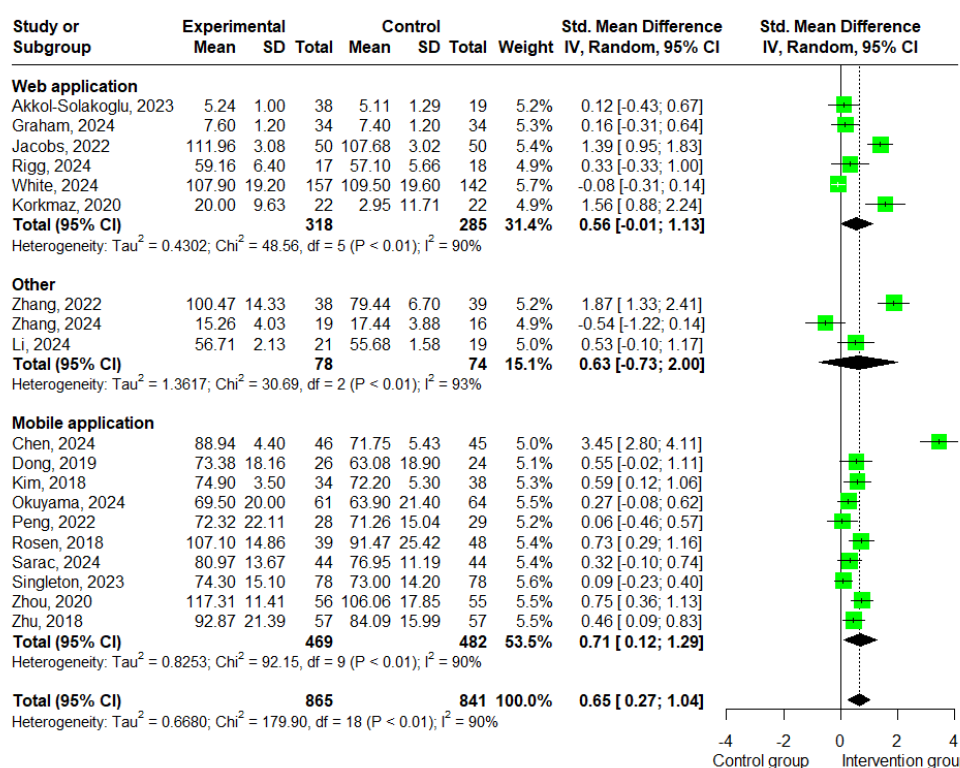 Study or Experimental Control Std. Mean Difference Std. Mean Difference
Subgroup Mean SD Total Mean SD Total Weight IV, Random, 95% CI IV, Random, 95% CI
Web application
Akkol-Solakoglu, 2023 5.24 1.00 38 5.11 1.29 19 5.2% 0.12 [-0.43; 0.67]
Graham, 2024 7.60 1.20 34 7.40 1.20 34 5.3% 0.16 [-0.31; 0.64]
Jacobs, 2022 111.96 3.08 50 107.68 3.02 50 5.4% 1.39 [ 0.95; 1.83]
Rigg, 2024 59.16 6.40 17 57.10 5.66 18 4.9% 0.33 [-0.33; 1.00]
White, 2024 107.90 19.20 157 109.50 19.60 142 5.7% -0.08 [-0.31; 0.14]
Korkmaz, 2020 20.00 9.63 22 2.95 11.71 22 4.9% 1.56 [ 0.88; 2.24]
Total (95% CI) 318 285 31.4% 0.56 [-0.01; 1.13]
Heterogeneity: Tau² = 0.4302; Chi² = 48.56, df = 5 (P < 0.01); I² = 90%
Other
Zhang, 2022 100.47 14.33 38 79.44 6.70 39 5.2% 1.87 [ 1.33; 2.41]
Zhang, 2024 15.26 4.03 19 17.44 3.88 16 4.9% -0.54 [-1.22; 0.14]
Li, 2024 56.71 2.13 21 55.68 1.58 19 5.0% 0.53 [-0.10; 1.17]
Total (95% CI) 78 74 15.1% 0.63 [-0.73; 2.00]
Heterogeneity: Tau² = 1.3617; Chi² = 30.69, df = 2 (P < 0.01); I² = 93%
Mobile application
Chen, 2024 88.94 4.40 46 71.75 5.43 45 5.0% 3.45 [ 2.80; 4.11]
Dong, 2019 73.38 18.16 26 63.08 18.90 24 5.1% 0.55 [-0.02; 1.11]
Kim, 2018 74.90 3.50 34 72.20 5.30 38 5.3% 0.59 [ 0.12; 1.06]
Okuyama, 2024 69.50 20.00 61 63.90 21.40 64 5.5% 0.27 [-0.08; 0.62]
Peng, 2022 72.32 22.11 28 71.26 15.04 29 5.2% 0.06 [-0.46; 0.57]
Rosen, 2018 107.10 14.86 39 91.47 25.42 48 5.4% 0.73 [ 0.29; 1.16]
Sarac, 2024 80.97 13.67 44 76.95 11.19 44 5.4% 0.32 [-0.10; 0.74]
Singleton, 2023 74.30 15.10 78 73.00 14.20 78 5.6% 0.09 [-0.23; 0.40]
Zhou, 2020 117.31 11.41 56 106.06 17.85 55 5.5% 0.75 [ 0.36; 1.13]
Zhu, 2018 92.87 21.39 57 84.09 15.99 57 5.5% 0.46 [ 0.09; 0.83]
Total (95% CI) 469 482 53.5% 0.71 [ 0.12; 1.29]
Heterogeneity: Tau² = 0.8253; Chi² = 92.15, df = 9 (P < 0.01); I² = 90%
Total (95% CI) 865 841 100.0% 0.65 [ 0.27; 1.04]
Heterogeneity: Tau² = 0.6680; Chi² = 179.90, df = 18 (P < 0.01); I² = 90%
-4 -2 0 2 4
Control group Intervention grou